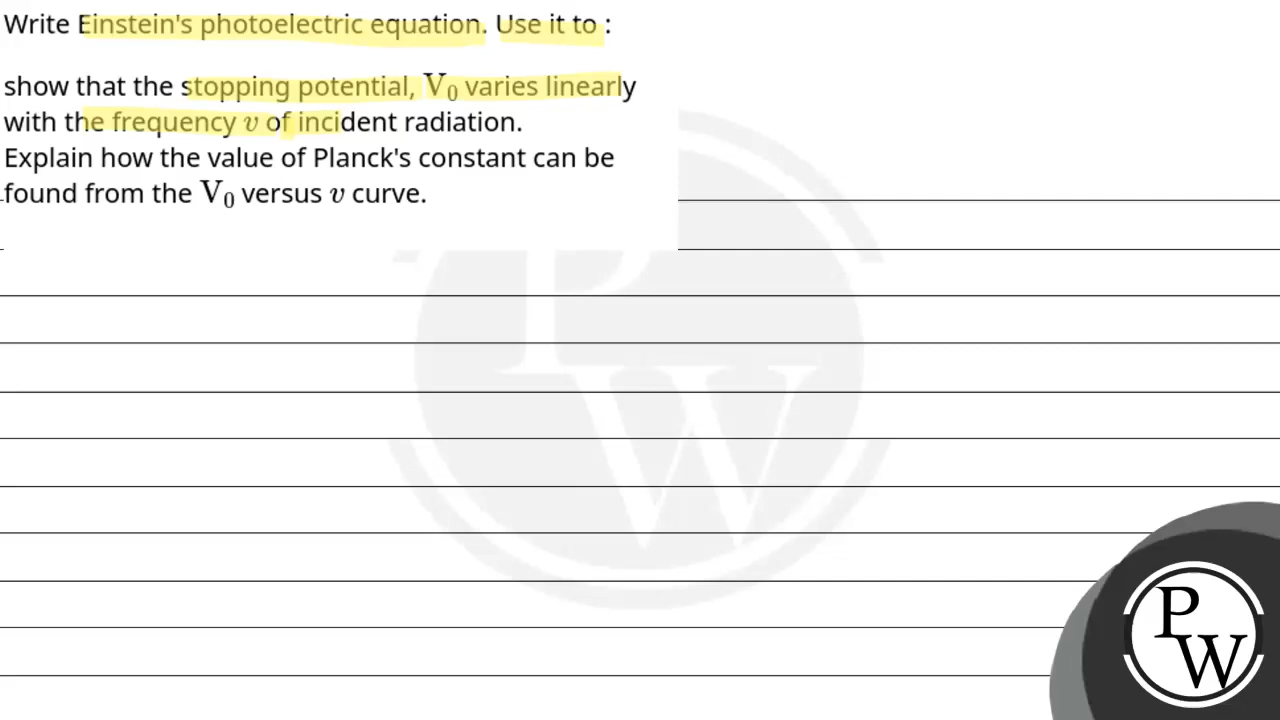 Write Einstein's photoelectric equation. Use it to :
show that the stopping potential, V₀ varies linearly
with the frequency v of incident radiation.
Explain how the value of Planck's constant can be
found from the V₀ versus v curve.
PW
PW